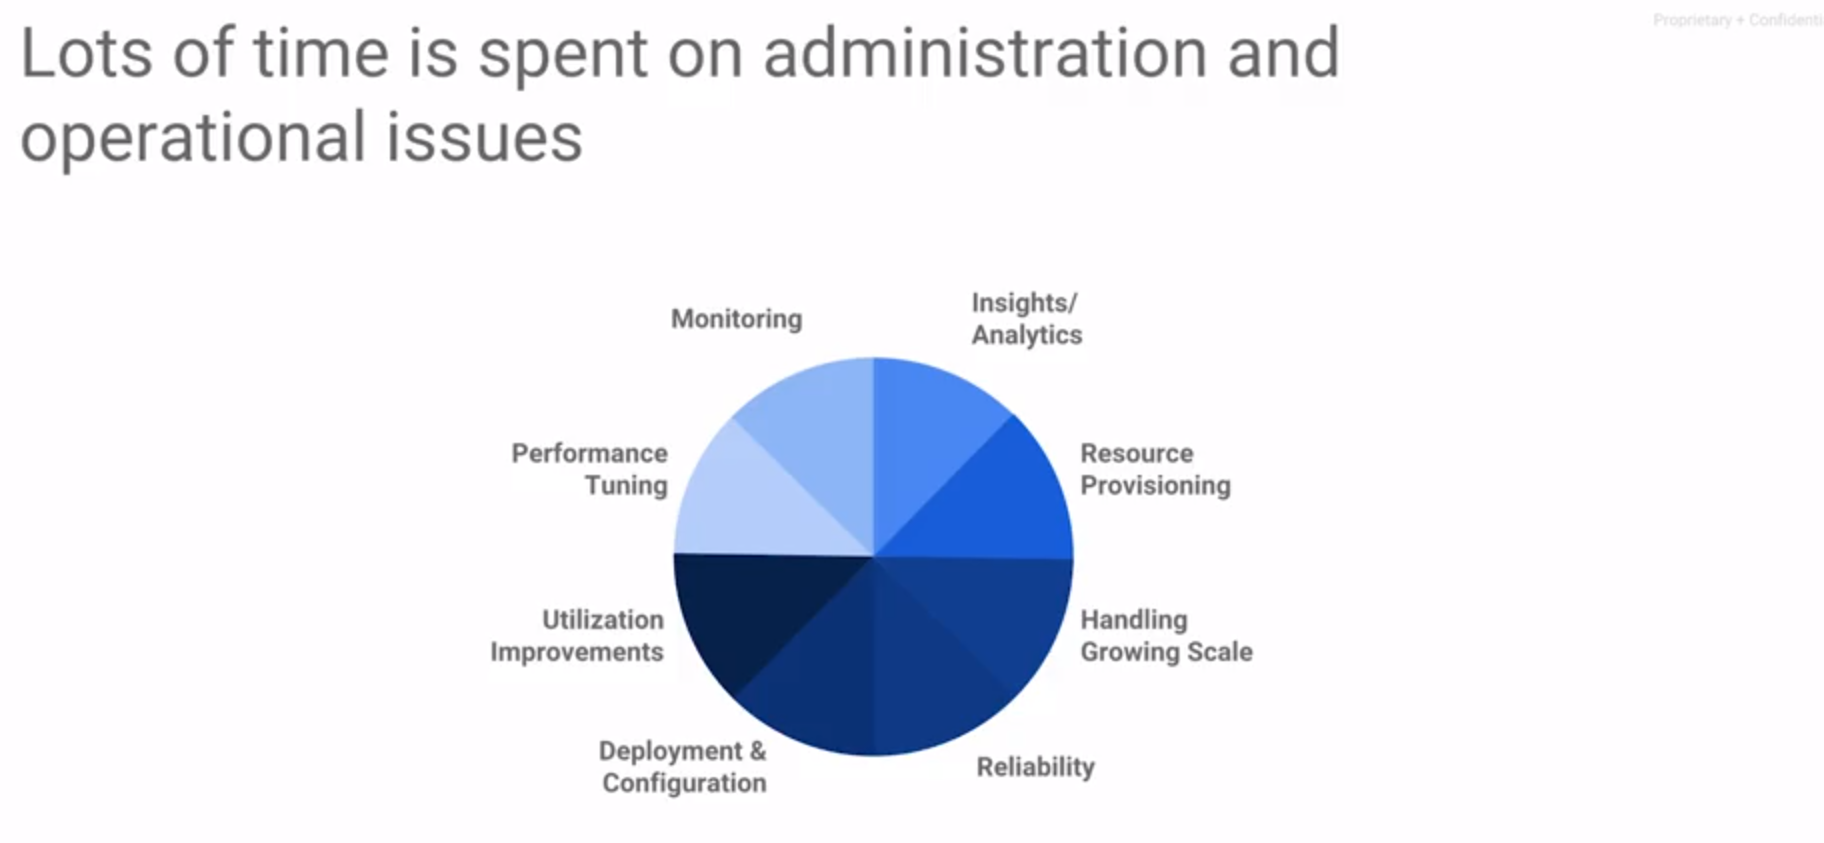 Proprietary + Confidenti
Lots of time is spent on administration and
operational issues
Monitoring
Insights/
Analytics
Performance
Tuning
Resource
Provisioning
Utilization
Improvements
Handling
Growing Scale
Deployment &
Configuration
Reliability